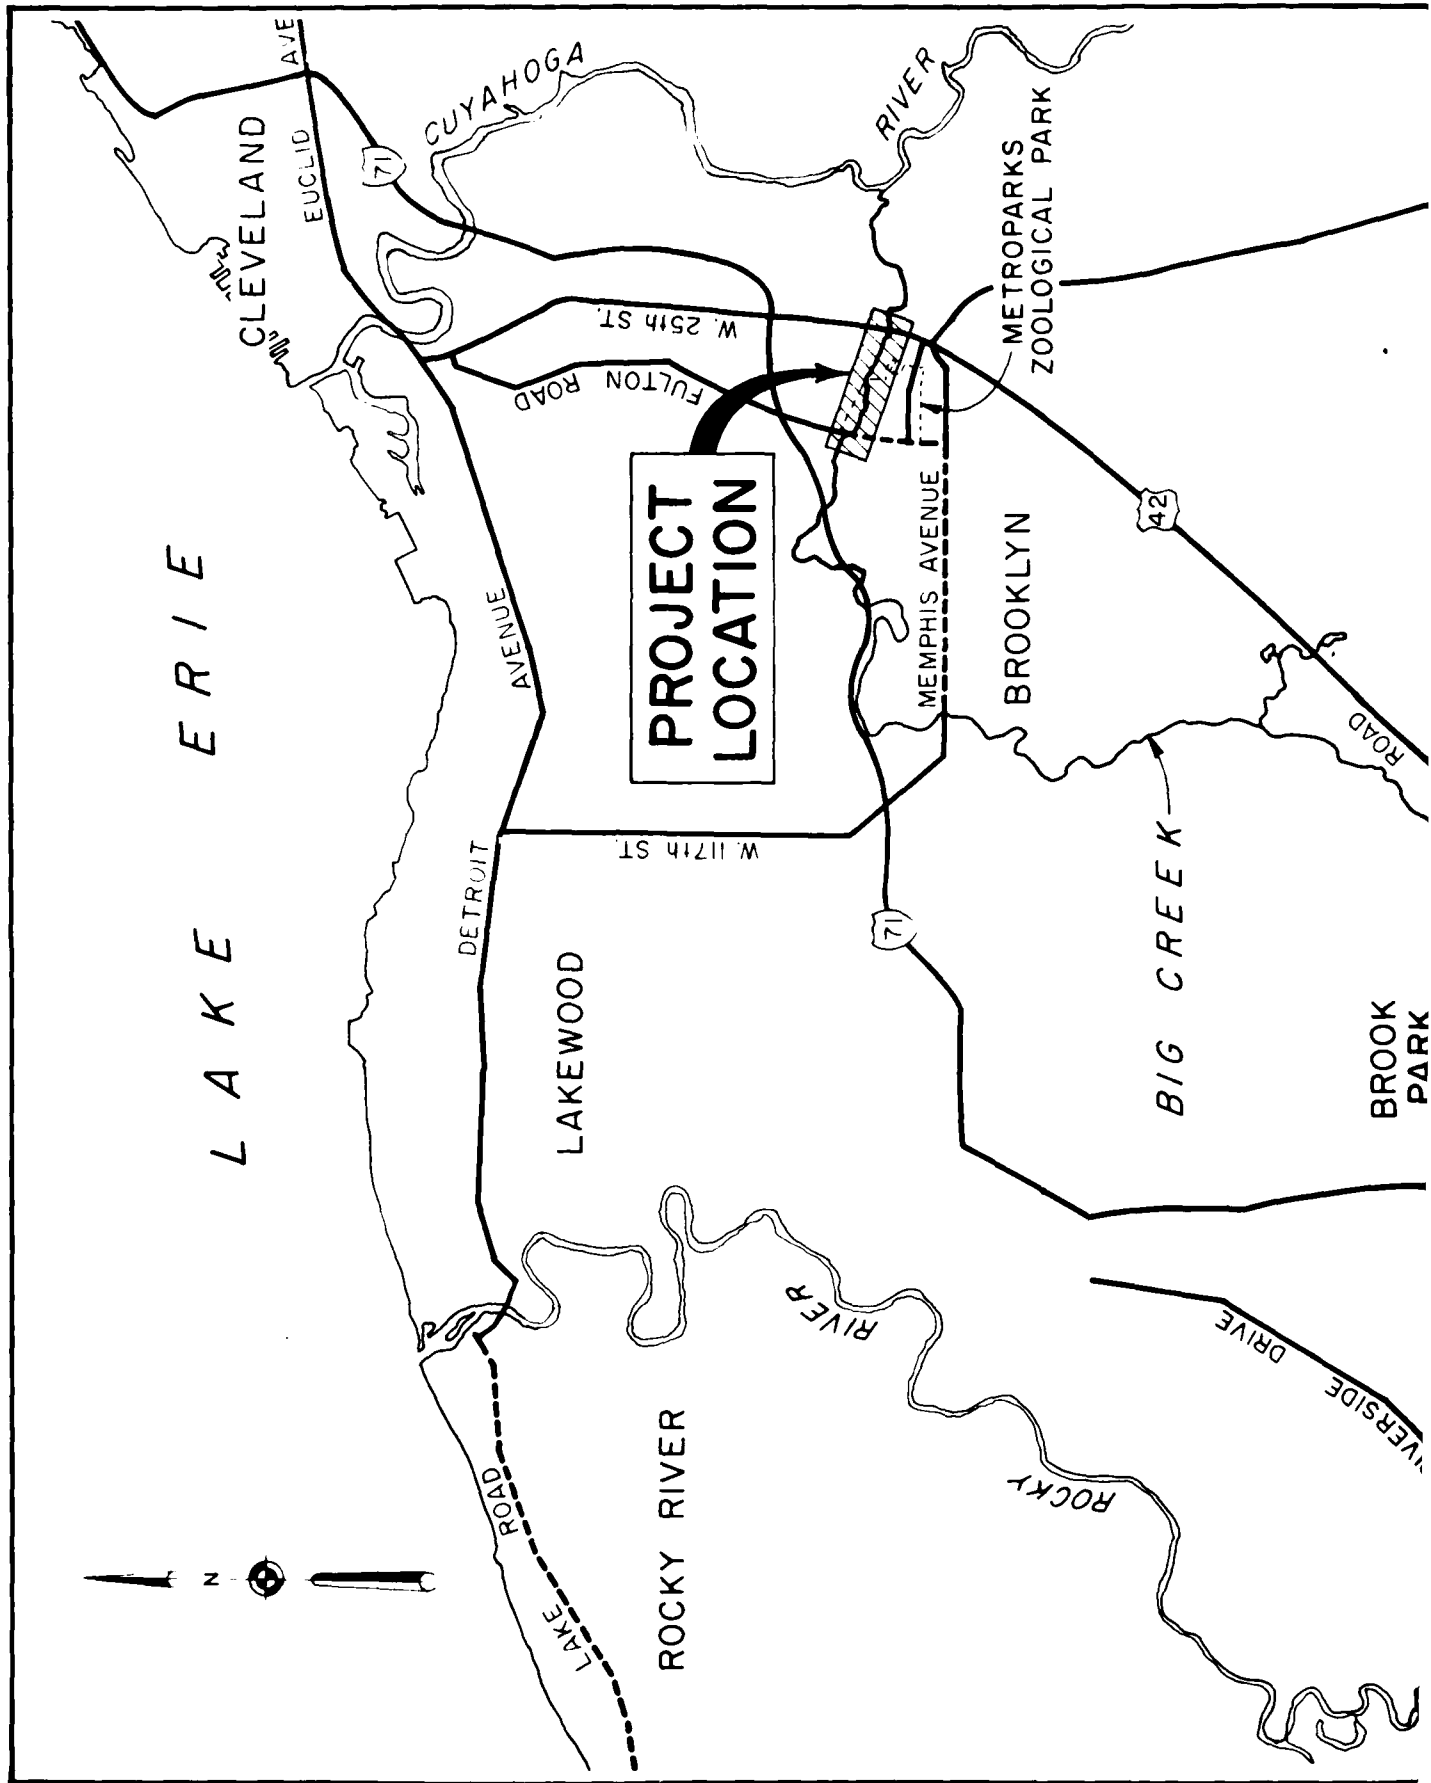 LAKE ERIE
CLEVELAND
EUCLID AVE
71
CUYAHOGA
RIVER
DETROIT AVENUE
W. 25th ST.
FULTON ROAD
PROJECT
LOCATION
METROPARKS
ZOOLOGICAL PARK
MEMPHIS AVENUE
BROOKLYN
42
ROAD
W. 117th ST.
LAKEWOOD
71
BIG CREEK
BROOK
PARK
ROCKY RIVER
ROCKY RIVER
LAKE ROAD
IVERSIDE DRIVE
N